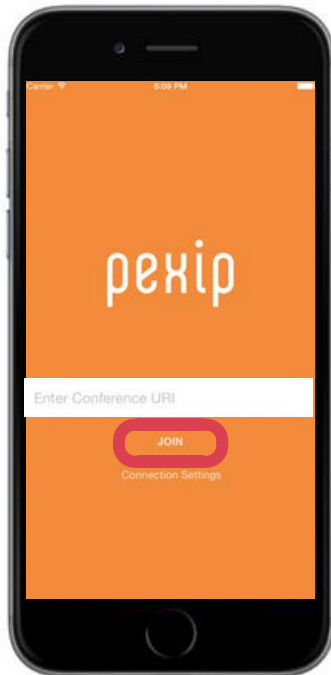 Carrier 5:09 PM
pexip
Enter Conference URI
JOIN
Connection Settings